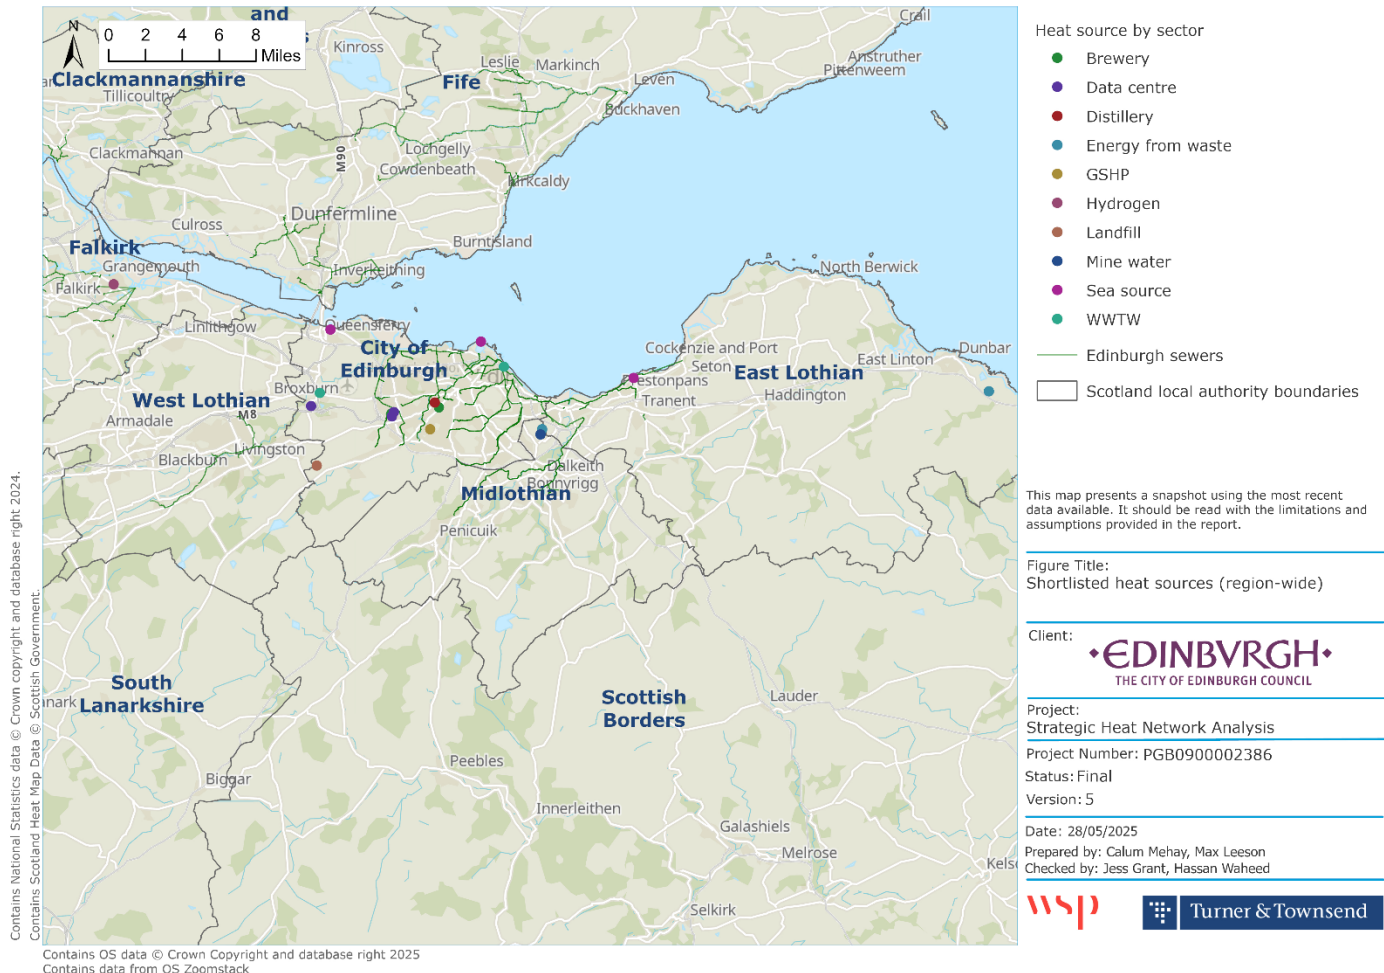 N
0 2 4 6 8
Miles
and
Clackmannanshire
Tillicoultry
Kinross
Fife
Leslie
Markinch
Leven
Buckhaven
Crail
Anstruther
Pittenweem
Clackmannan
M90
Lochgelly
Cowdenbeath
Kirkcaldy
Culross
Dunfermline
Burntisland
Falkirk
Grangemouth
Falkirk
Inverkeithing
North Berwick
Linlithgow
Queensferry
City of
Edinburgh
Cockenzie and Port
Seton
East Linton
Dunbar
Prestonpans
East Lothian
Haddington
Tranent
Broxburn
West Lothian
M8
Armadale
Livingston
Blackburn
Dalkeith
Bonnyrigg
Midlothian
Penicuik
South
Lanarkshire
Scottish
Borders
Lauder
Biggar
Peebles
Innerleithen
Galashiels
Melrose
Selkirk
Heat source by sector
Brewery
Data centre
Distillery
Energy from waste
GSHP
Hydrogen
Landfill
Mine water
Sea source
WWTW
Edinburgh sewers
Scotland local authority boundaries
This map presents a snapshot using the most recent
data available. It should be read with the limitations and
assumptions provided in the report.
Figure Title:
Shortlisted heat sources (region-wide)
Client:
EDINBVRGH
THE CITY OF EDINBURGH COUNCIL
Project:
Strategic Heat Network Analysis
Project Number: PGB0900002386
Status: Final
Version: 5
Date: 28/05/2025
Prepared by: Calum Mehay, Max Leeson
Checked by: Jess Grant, Hassan Waheed
wsp
Turner & Townsend
Contains National Statistics data © Crown copyright and database right 2024.
Contains Scotland Heat Map Data © Scottish Government.
Contains OS data © Crown Copyright and database right 2025
Contains data from OS Zoomstack